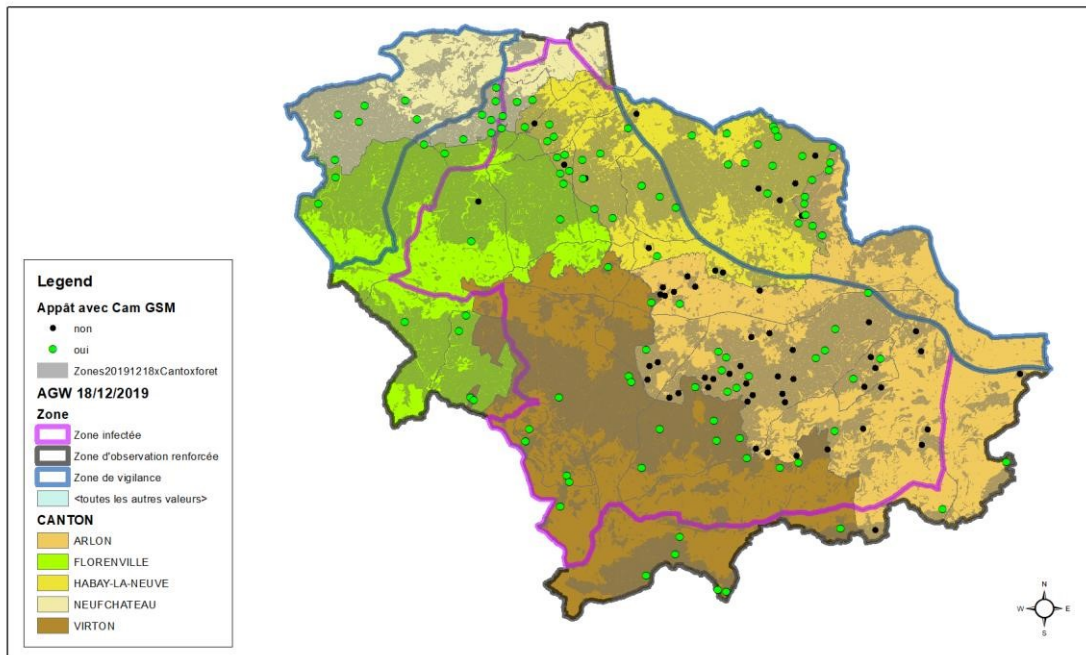 Legend
Appât avec Cam GSM
non
oui
Zones20191218xCantoxforet
AGW 18/12/2019
Zone
Zone infectée
Zone d'observation renforcée
Zone de vigilance
<toutes les autres valeurs>
CANTON
ARLON
FLORENVILLE
HABAY-LA-NEUVE
NEUFCHATEAU
VIRTON
N
W E
S